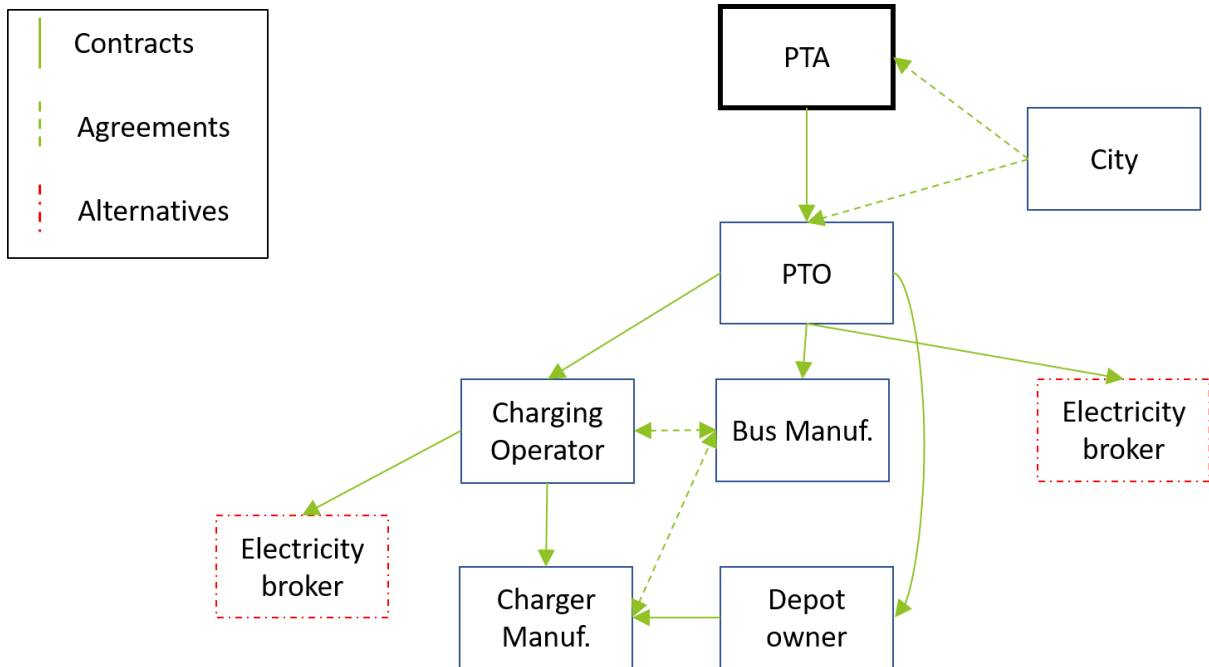 Contracts
Agreements
Alternatives
PTA
City
PTO
Charging
Operator
Bus Manuf.
Electricity
broker
Electricity
broker
Charger
Manuf.
Depot
owner